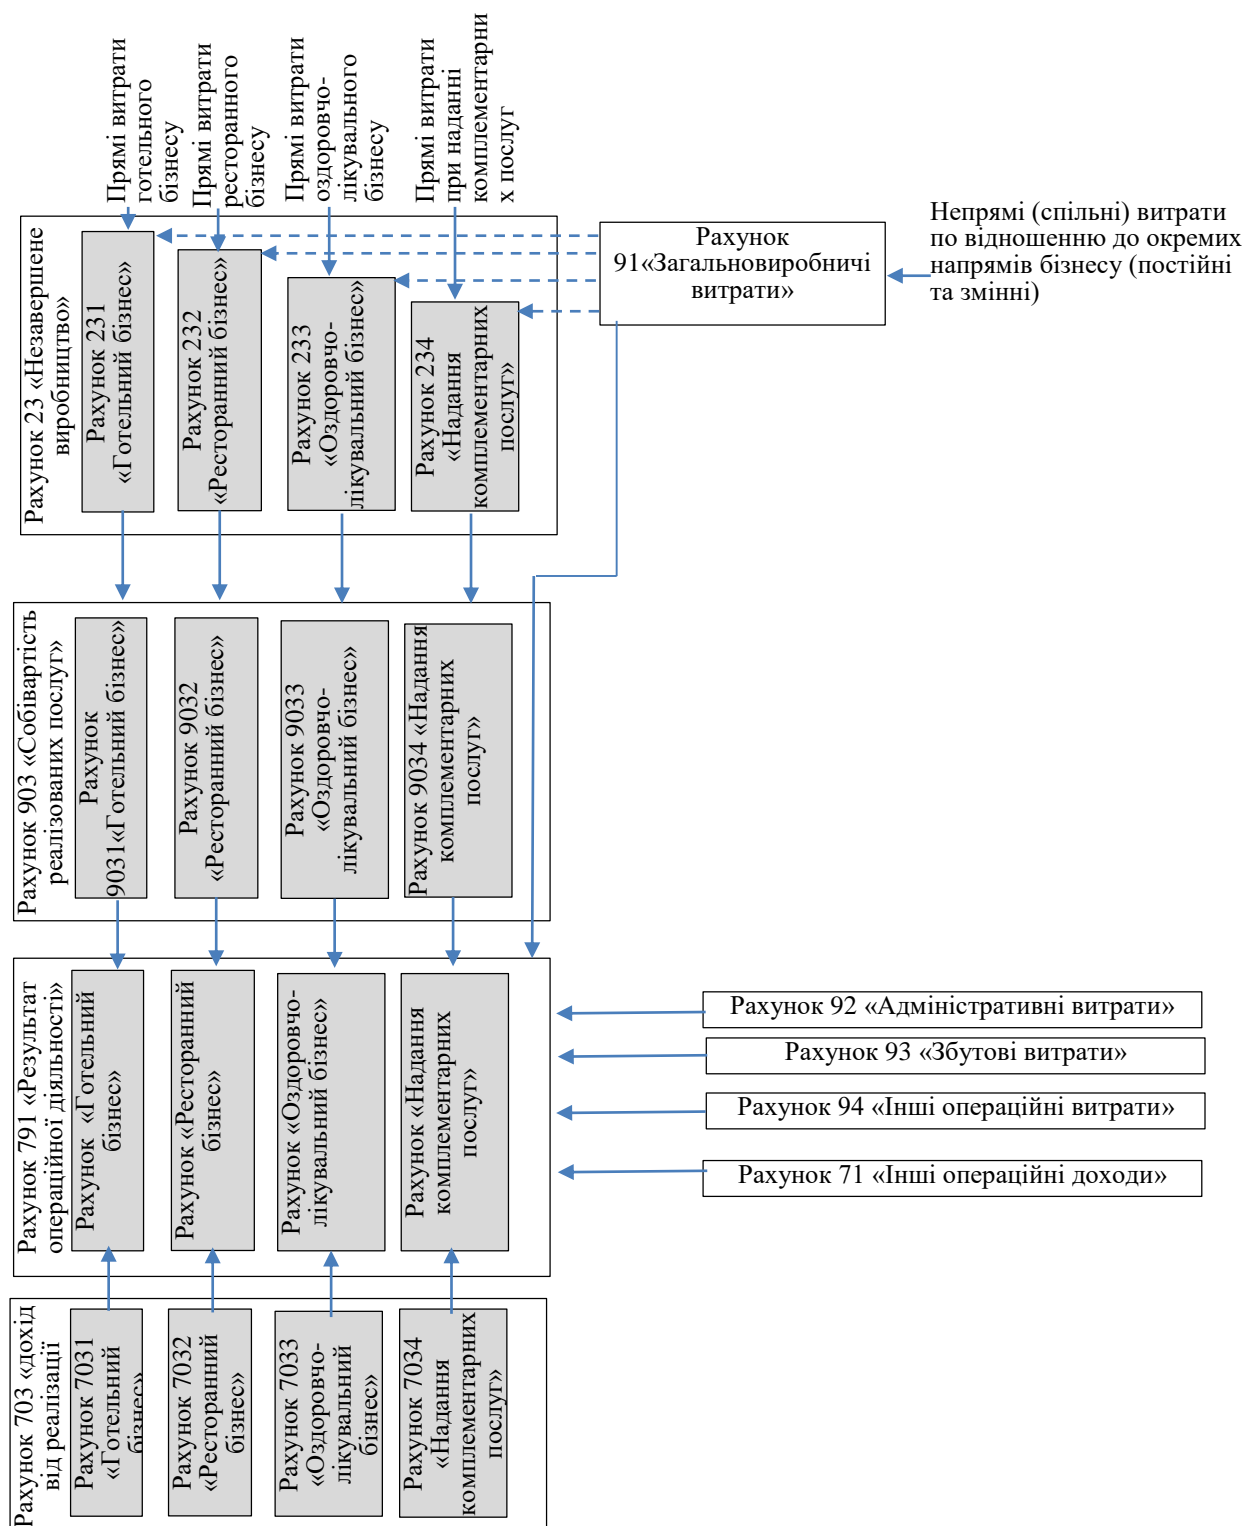 Прямі витрати
готельного
бізнесу
Прямі витрати
ресторанного
бізнесу
Прямі витрати
оздоровчо-
лікувального
бізнесу
Прямі витрати
при наданні
комплементарни
х послуг
Рахунок 23 «Незавершене
виробництво»
Рахунок 231
«Готельний бізнес»
Рахунок 232
«Ресторанний бізнес»
Рахунок 233
«Оздоровчо-
лікувальний бізнес»
Рахунок 234
«Надання
комплементарних
послуг»
Рахунок
91«Загальновиробничі
витрати»
Непрямі (спільні) витрати
по відношенню до окремих
напрямів бізнесу (постійні
та змінні)
Рахунок 903 «Собівартість
реалізованих послуг»
Рахунок
9031«Готельний бізнес»
Рахунок 9032
«Ресторанний бізнес»
Рахунок 9033
«Оздоровчо-
лікувальний бізнес»
Рахунок 9034 «Надання
комплементарних
послуг»
Рахунок 791 «Результат
операційної діяльності»
Рахунок «Готельний
бізнес»
Рахунок «Ресторанний
бізнес»
Рахунок «Оздоровчо-
лікувальний бізнес»
Рахунок «Надання
комплементарних
послуг»
Рахунок 92 «Адміністративні витрати»
Рахунок 93 «Збутові витрати»
Рахунок 94 «Інші операційні витрати»
Рахунок 71 «Інші операційні доходи»
Рахунок 703 «дохід
від реалізації
Рахунок 7031
«Готельний
бізнес»
Рахунок 7032
«Ресторанний
бізнес»
Рахунок 7033
«Оздоровчо-
лікувальний
бізнес»
Рахунок 7034
«Надання
комплементарних
послуг»